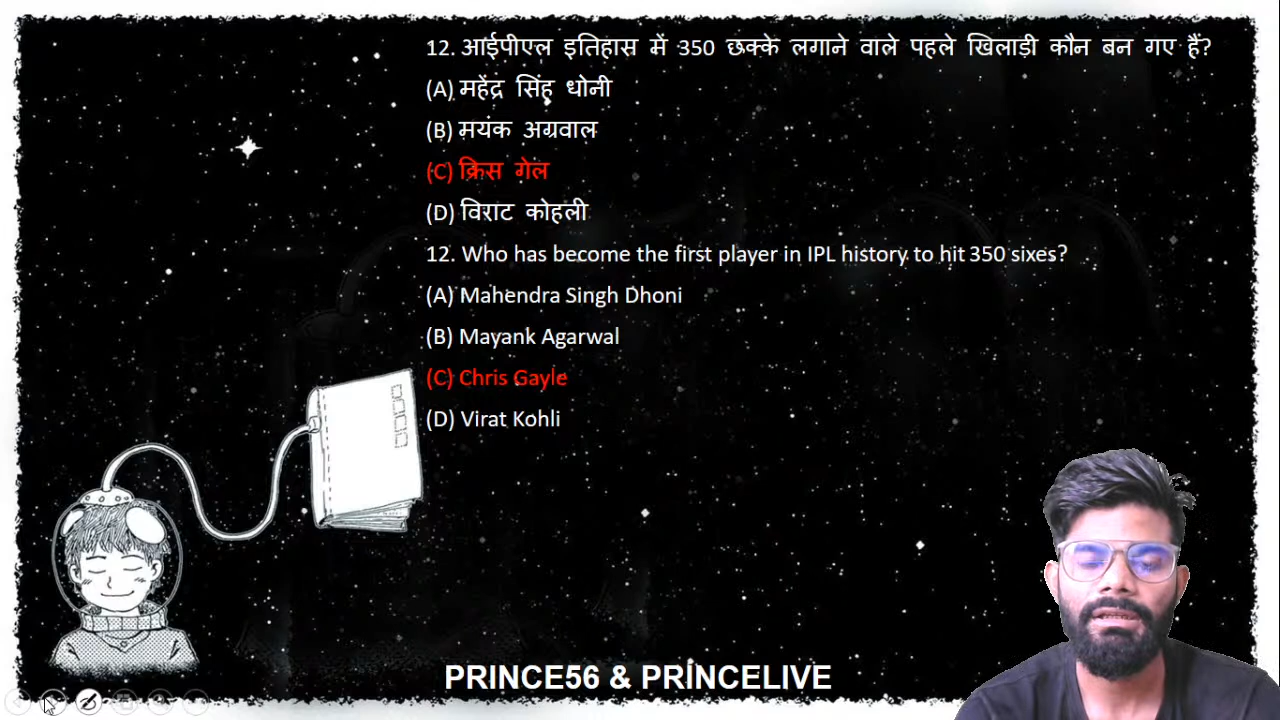 12. आईपीएल इतिहास में 350 छक्के लगाने वाले पहले खिलाड़ी कौन बन गए हैं?
(A) महेंद्र सिंह धोनी
(B) मयंक अग्रवाल
(C) क्रिस गेल
(D) विराट कोहली
12. Who has become the first player in IPL history to hit 350 sixes?
(A) Mahendra Singh Dhoni
(B) Mayank Agarwal
(C) Chris Gayle
(D) Virat Kohli
PRINCE56 & PRINCELIVE